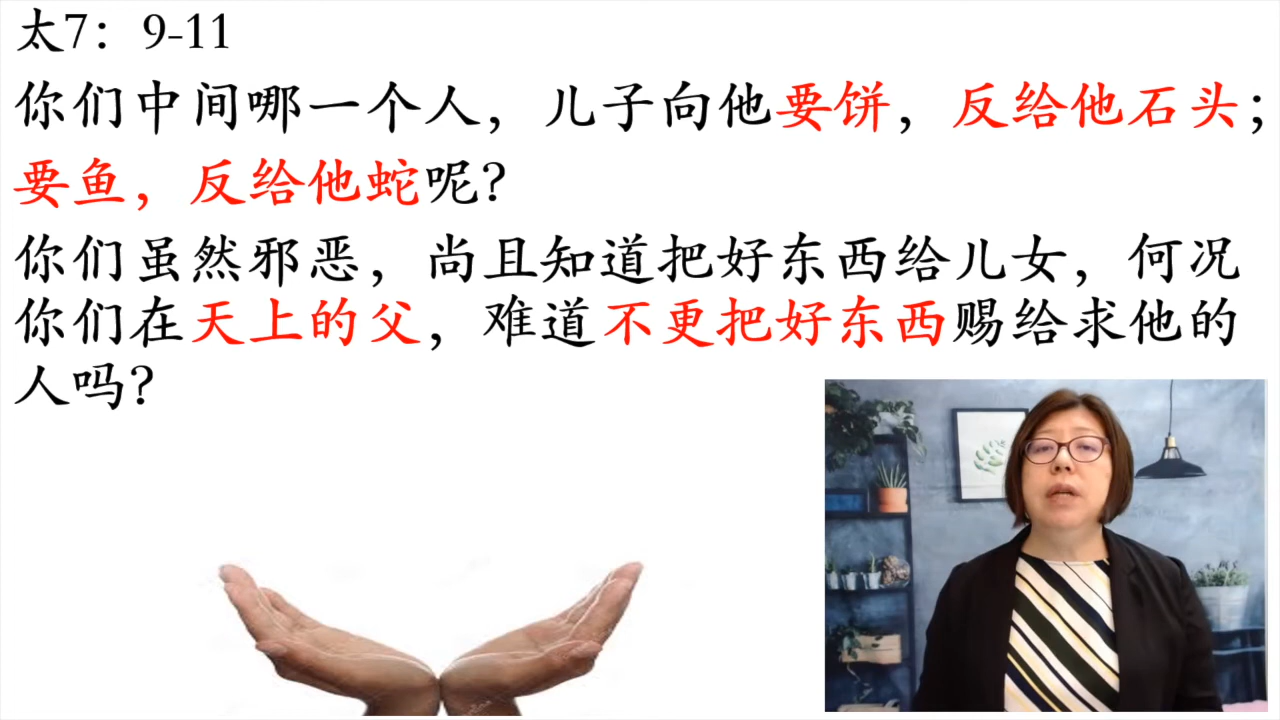 太7：9-11
你们中间哪一个人，儿子向他要饼，反给他石头；
要鱼，反给他蛇呢？
你们虽然邪恶，尚且知道把好东西给儿女，何况
你们在天上的父，难道不更把好东西赐给求他的
人吗？